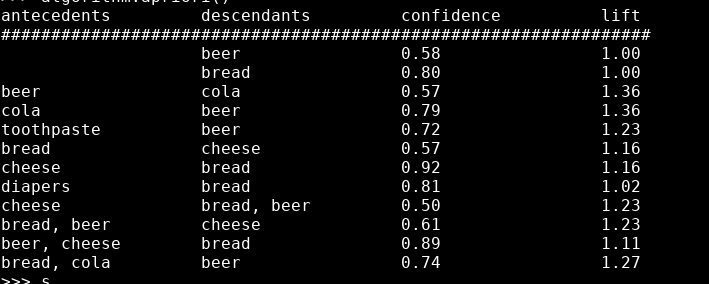 >>> algorithm.apriori()
antecedents descendants confidence lift
#################################################################
beer 0.58 1.00
bread 0.80 1.00
beer cola 0.57 1.36
cola beer 0.79 1.36
toothpaste beer 0.72 1.23
bread cheese 0.57 1.16
cheese bread 0.92 1.16
diapers bread 0.81 1.02
cheese bread, beer 0.50 1.23
bread, beer cheese 0.61 1.23
beer, cheese bread 0.89 1.11
bread, cola beer 0.74 1.27
>>> s